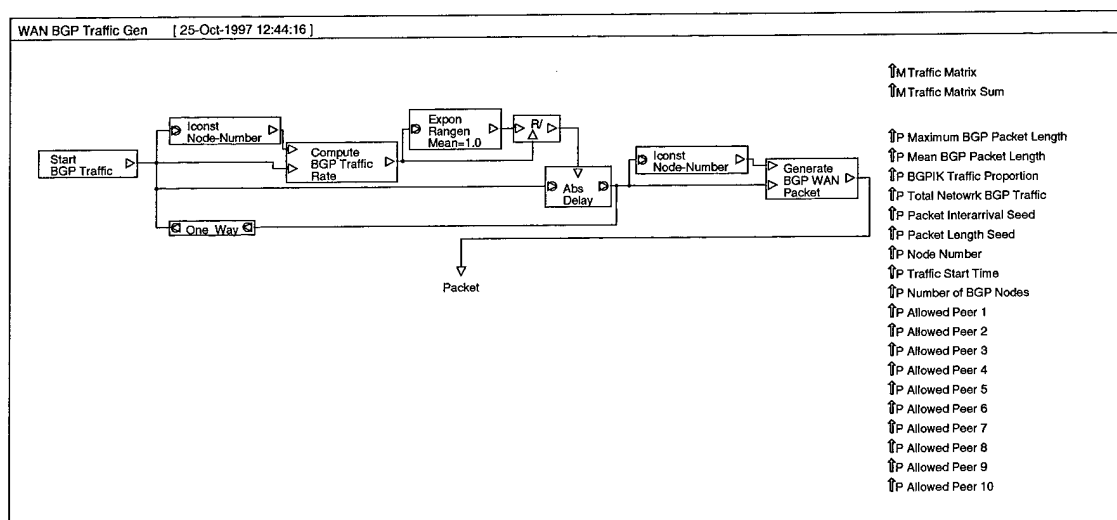 WAN BGP Traffic Gen [ 25-Oct-1997 12:44:16 ]
Start
BGP Traffic
Iconst
Node-Number
Compute
BGP Traffic
Rate
Expon
Rangen
Mean=1.0
R/
Abs
Delay
One_Way
Iconst
Node-Number
Generate
BGP WAN
Packet
Packet
⇑M Traffic Matrix
⇑M Traffic Matrix Sum
⇑P Maximum BGP Packet Length
⇑P Mean BGP Packet Length
⇑P BGPIK Traffic Proportion
⇑P Total Netowrk BGP Traffic
⇑P Packet Interarrival Seed
⇑P Packet Length Seed
⇑P Node Number
⇑P Traffic Start Time
⇑P Number of BGP Nodes
⇑P Allowed Peer 1
⇑P Allowed Peer 2
⇑P Allowed Peer 3
⇑P Allowed Peer 4
⇑P Allowed Peer 5
⇑P Allowed Peer 6
⇑P Allowed Peer 7
⇑P Allowed Peer 8
⇑P Allowed Peer 9
⇑P Allowed Peer 10